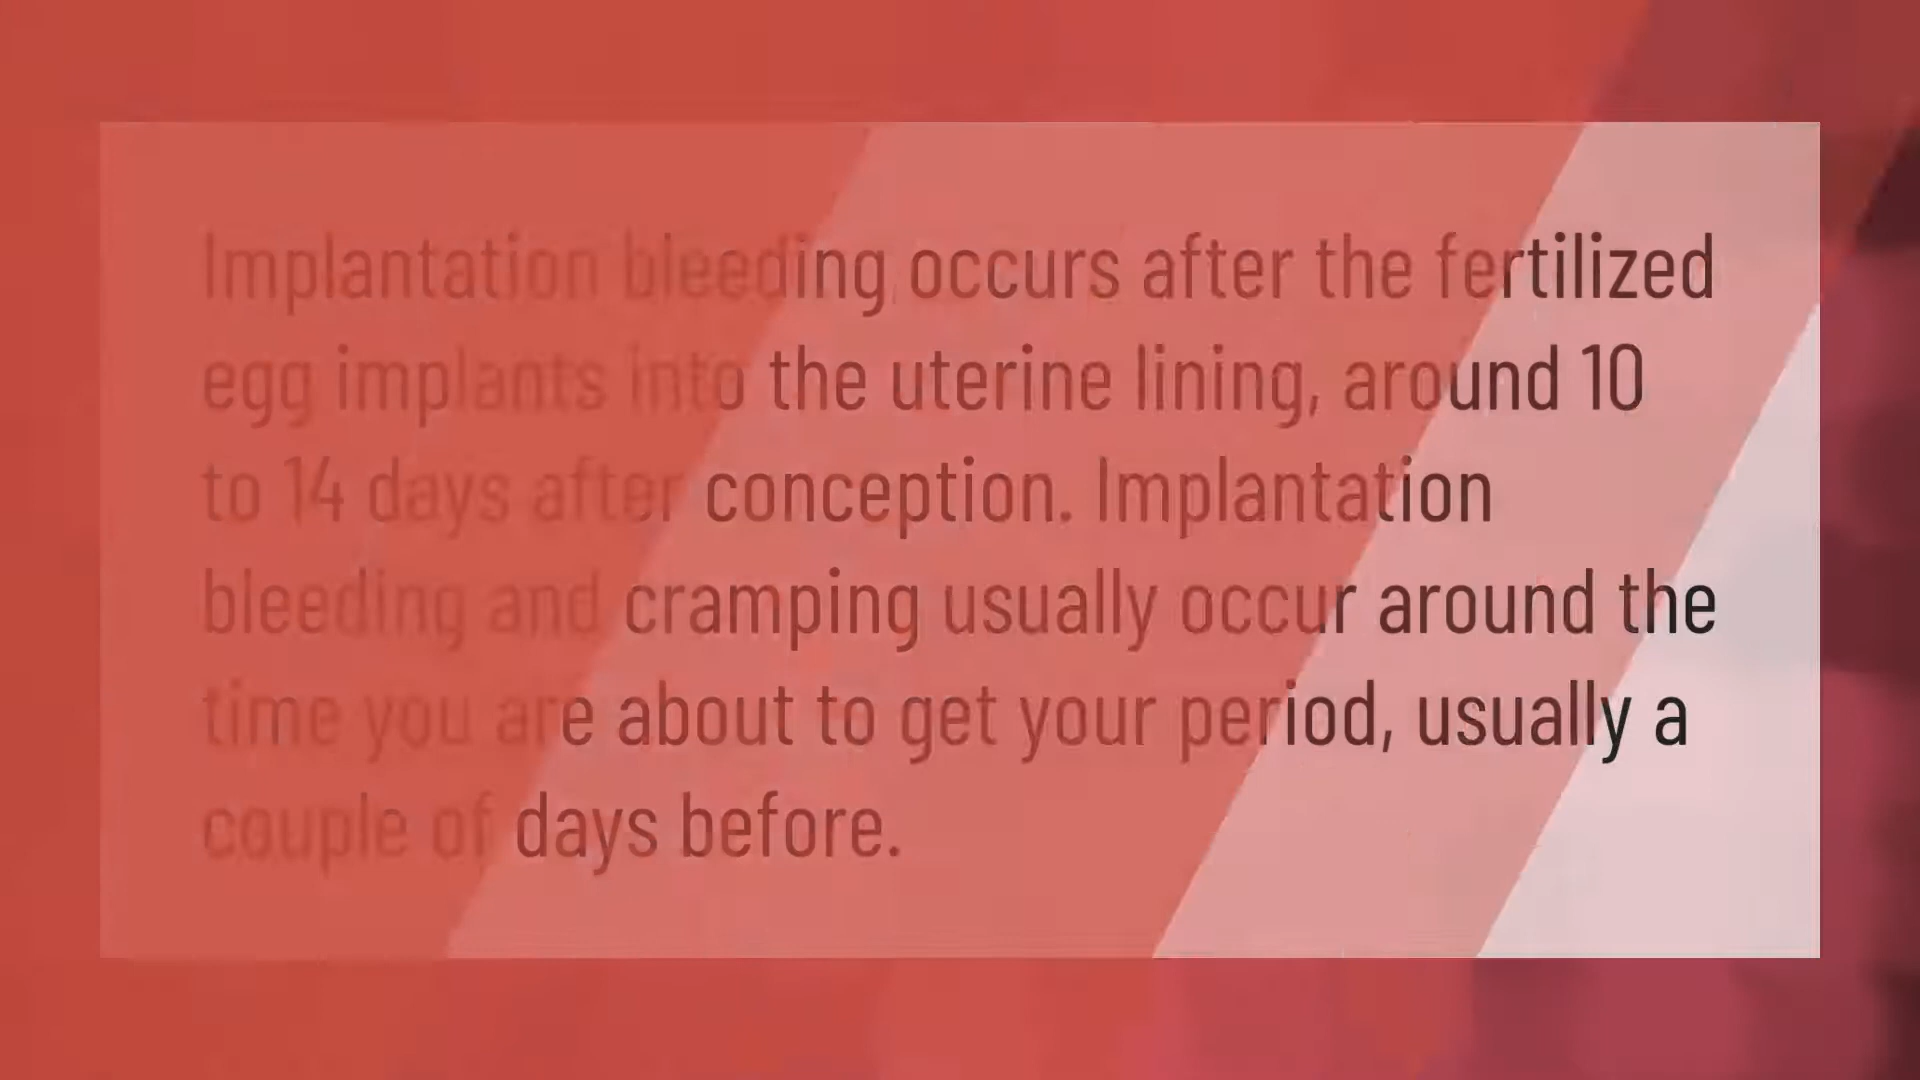 Implantation bleeding occurs after the fertilized
egg implants into the uterine lining, around 10
to 14 days after conception. Implantation
bleeding and cramping usually occur around the
time you are about to get your period, usually a
couple of days before.